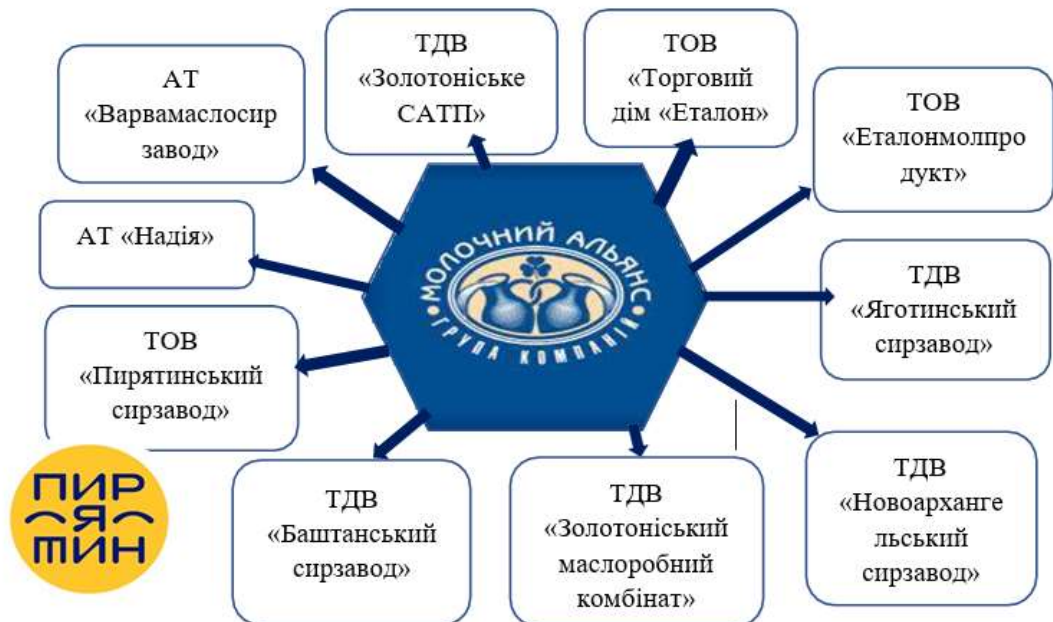 ТДВ
«Золотоніське
САТП»
ТОВ
«Торговий
дім «Еталон»
АТ
«Варвамаслосир
завод»
ТОВ
«Еталонмолпро
дукт»
АТ «Надія»
МОЛОЧНИЙ АЛЬЯНС
• ГРУПА КОМПАНІЙ •
ТДВ
«Яготинський
сирзавод»
ТОВ
«Пирятинський
сирзавод»
ПИР
Я
ТИН
ТДВ
«Баштанський
сирзавод»
ТДВ
«Золотоніський
маслоробний
комбінат»
ТДВ
«Новоарханге
льський
сирзавод»